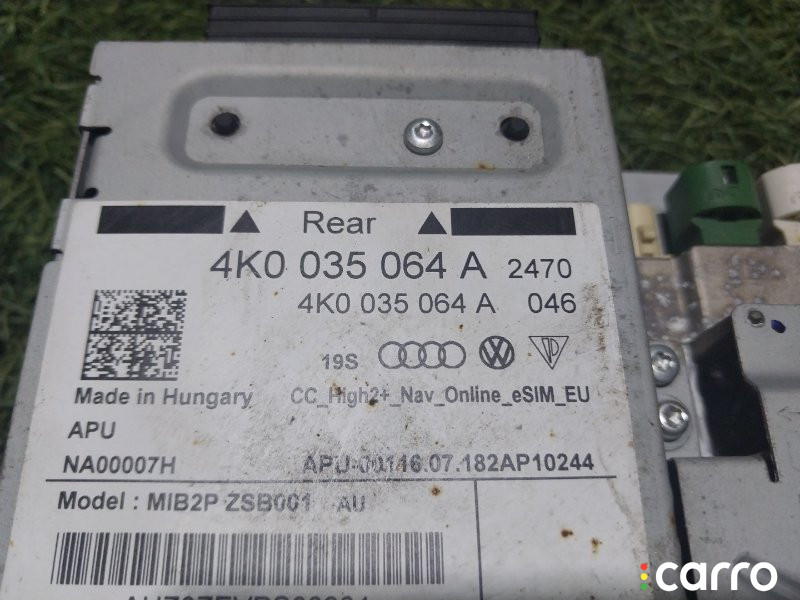 Rear
4K0 035 064 A 2470
4K0 035 064 A 046
19S
Made in Hungary CC_High2+_Nav_Online_eSIM_EU
APU
NA00007H APU-00146.07.182AP10244
Model : MIB2P ZSB001 AU
carro